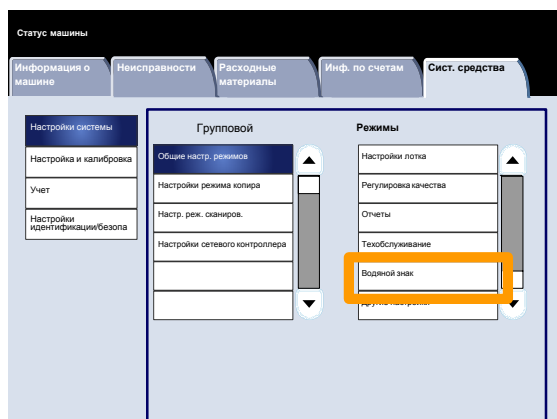 Статус машины
Информация о
машине
Неисправности
Расходные
материалы
Инф. по счетам
Сист. средства
Настройки системы
Настройка и калибровка
Учет
Настройки
идентификации/безопа
Групповой
Общие настр. режимов
Настройки режима копира
Настр. реж. сканиров.
Настройки сетевого контроллера
Режимы
Настройки лотка
Регулировка качества
Отчеты
Техобслуживание
Водяной знак
Другие настройки